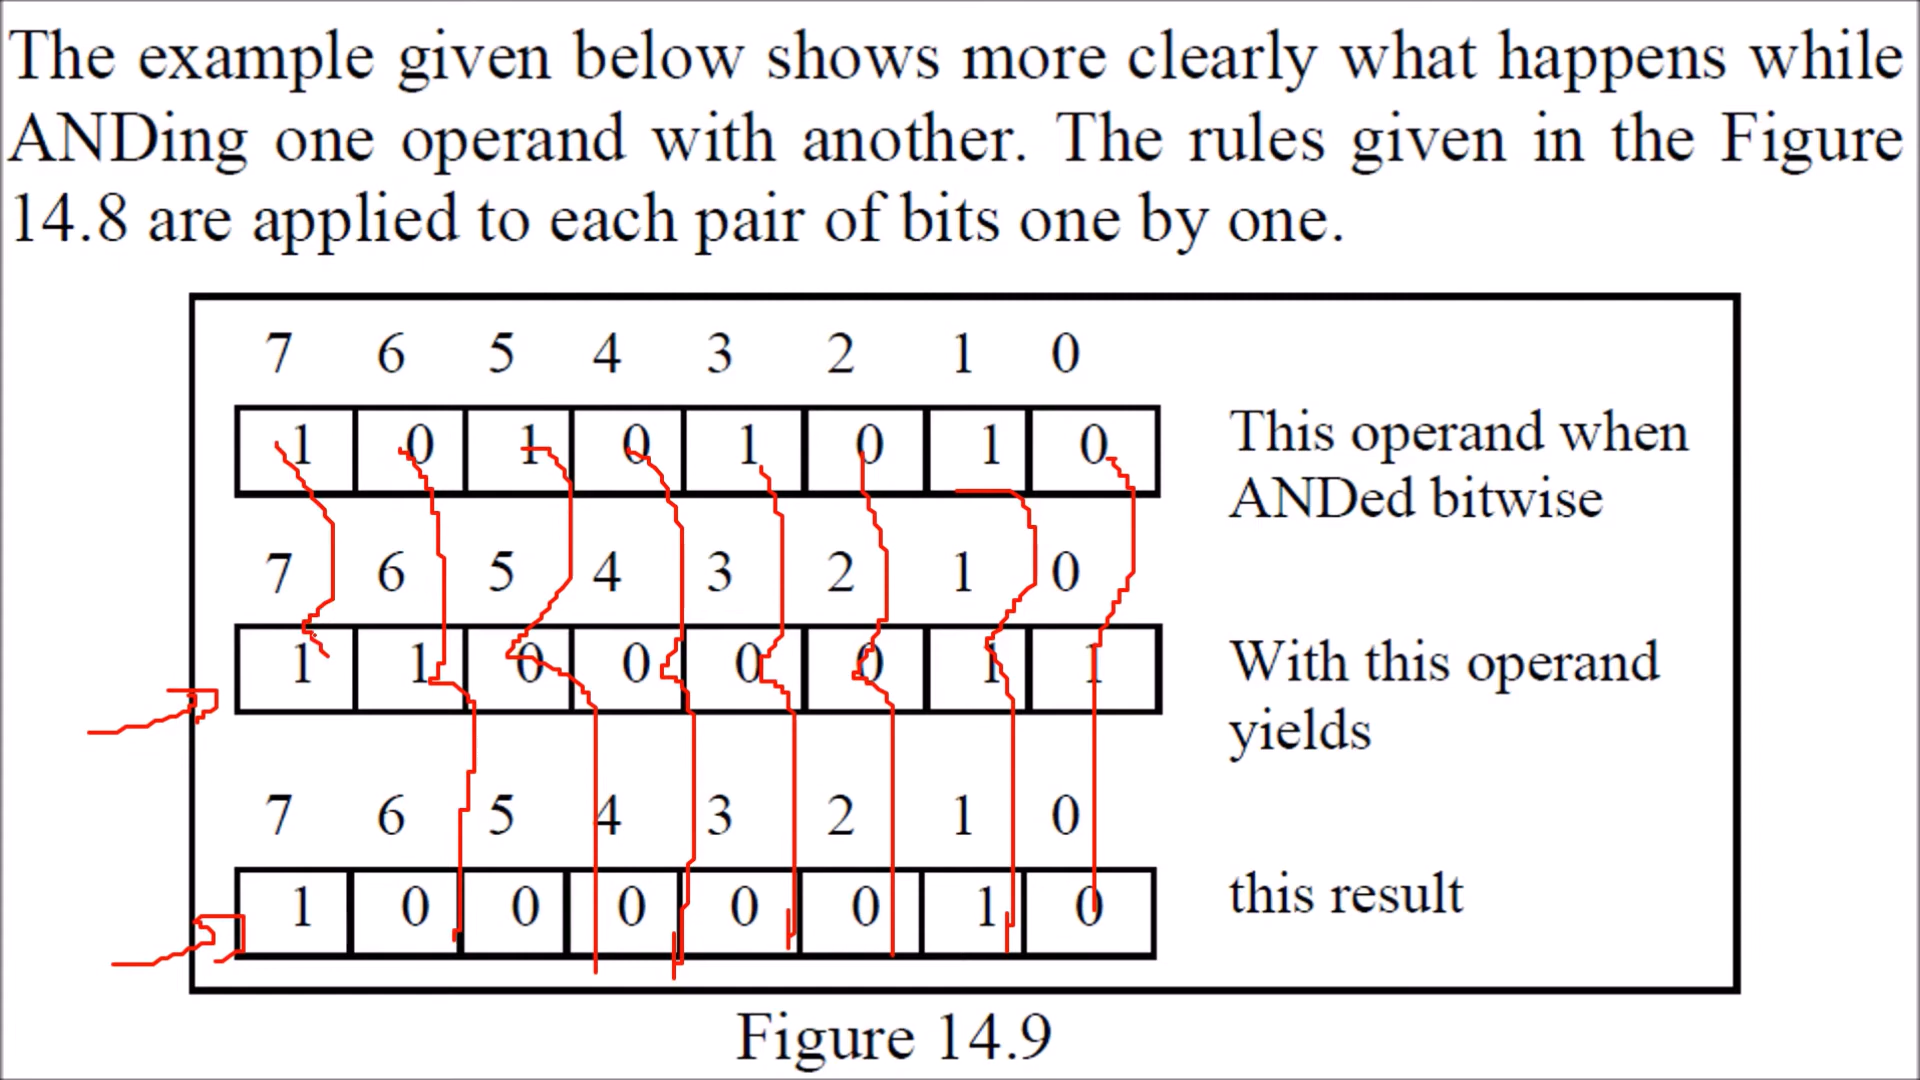 The example given below shows more clearly what happens while
ANDing one operand with another. The rules given in the Figure
14.8 are applied to each pair of bits one by one.
7 6 5 4 3 2 1 0
1 0 1 0 1 0 1 0 This operand when
ANDed bitwise
7 6 5 4 3 2 1 0
1 1 0 0 0 0 1 1 With this operand
yields
7 6 5 4 3 2 1 0
1 0 0 0 0 0 1 0 this result
Figure 14.9